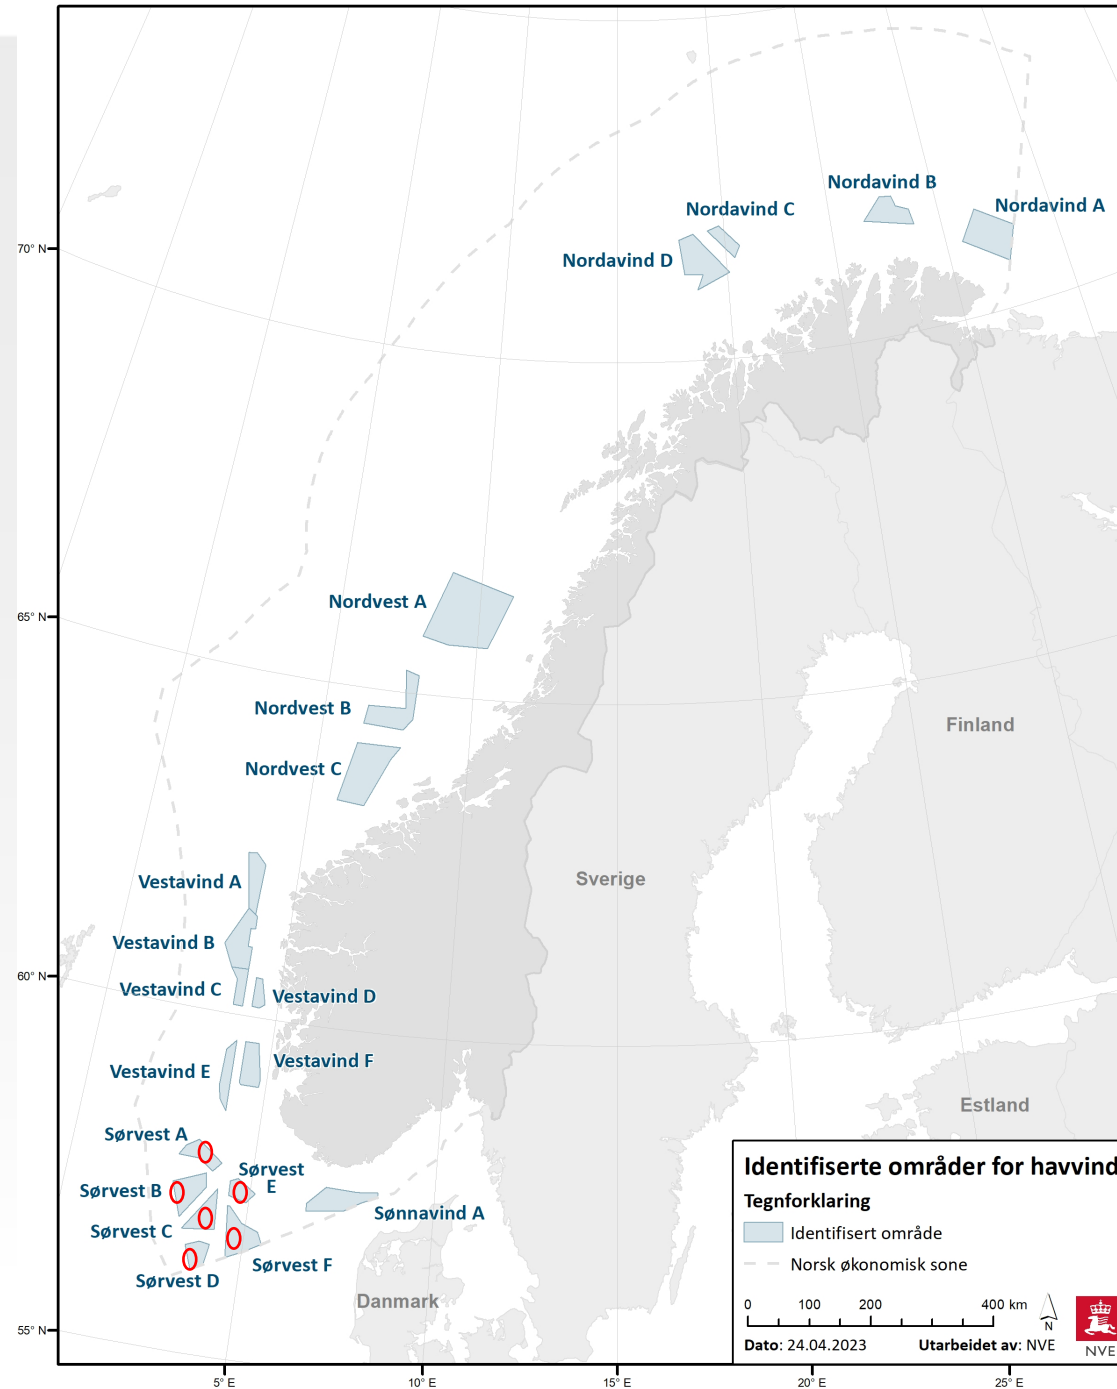 Nordavind B
Nordavind A
Nordavind C
70° N
Nordavind D
Nordvest A
65° N
Nordvest B
Finland
Nordvest C
Sverige
Vestavind A
Vestavind B
60° N
Vestavind C
Vestavind D
Vestavind F
Vestavind E
Estland
Sørvest A
Sørvest
E
Sørvest B
Sønnavind A
Sørvest C
Sørvest F
Sørvest D
Danmark
55° N
Identifiserte områder for havvind
Tegnforklaring
Identifisert område
Norsk økonomisk sone
0 100 200 400 km
N
Dato: 24.04.2023 Utarbeidet av: NVE
NVE
5° E 10° E 15° E 20° E 25° E